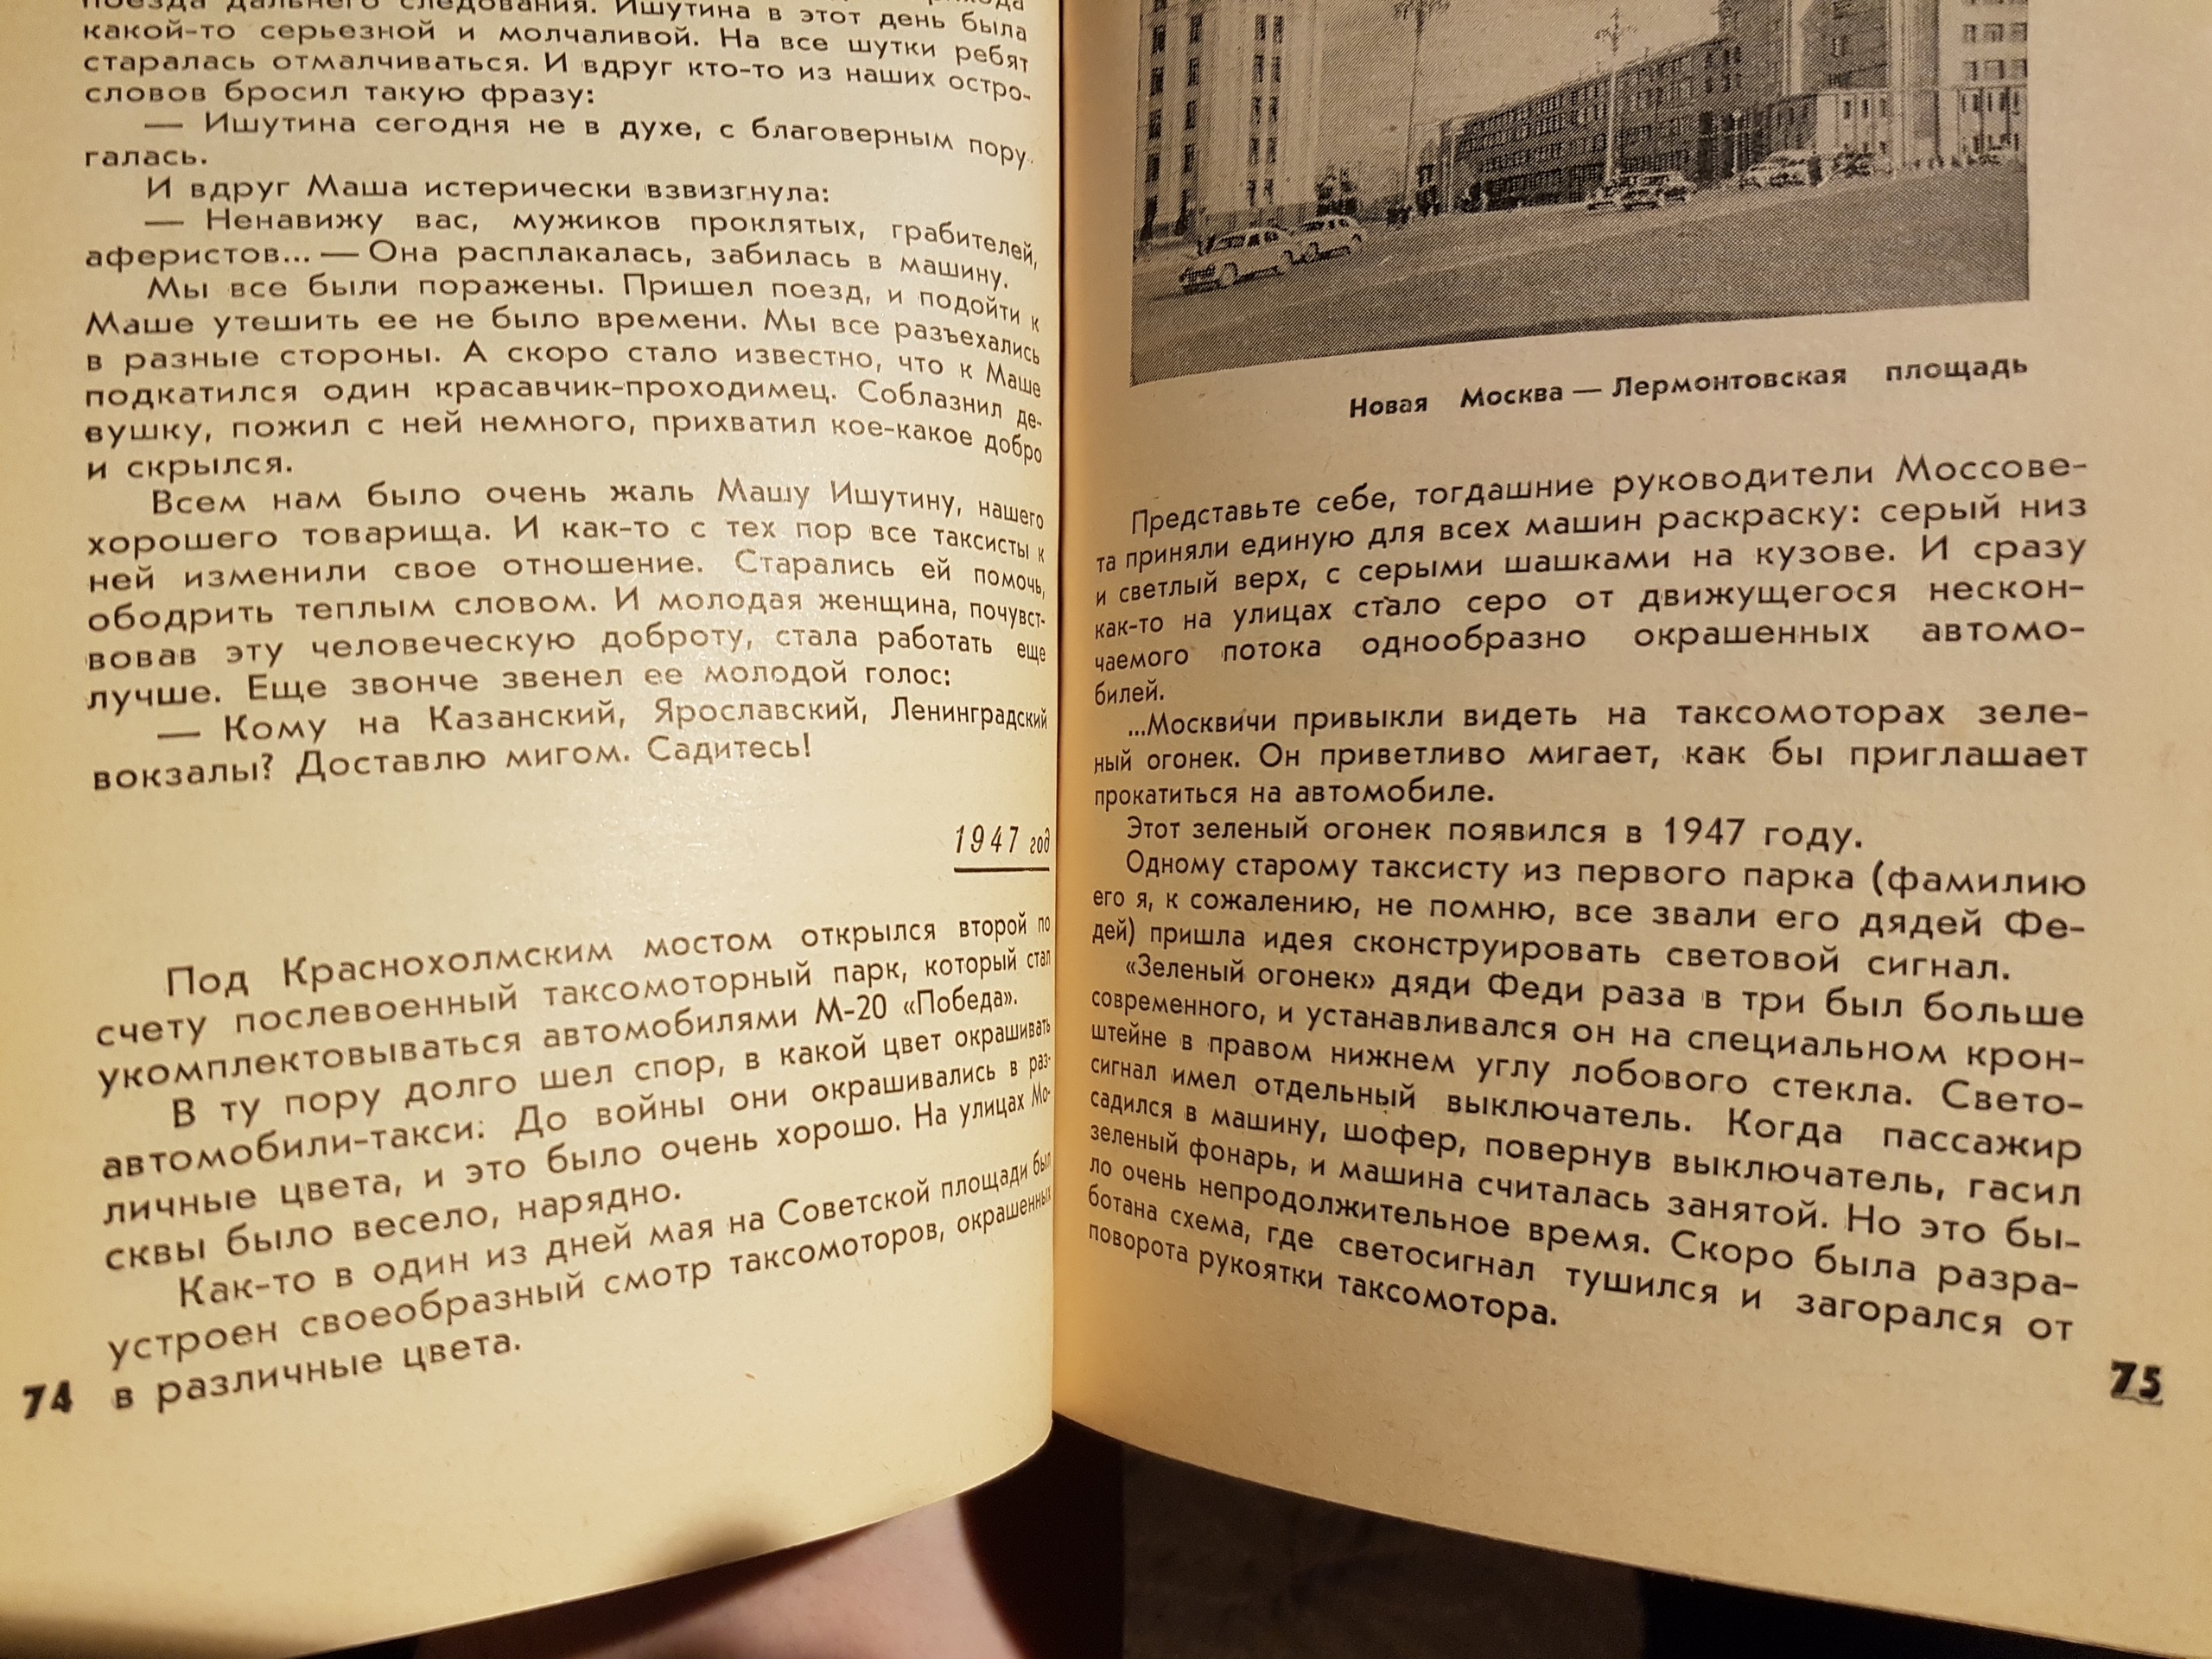 поезда дальнего следования. Ишутина в этот день была
какой-то серьезной и молчаливой. На все шутки ребят
старалась отмалчиваться. И вдруг кто-то из наших остро-
словов бросил такую фразу:
— Ишутина сегодня не в духе, с благоверным пору-
галась.
И вдруг Маша истерически взвизгнула:
— Ненавижу вас, мужиков проклятых, грабителей,
аферистов... — Она расплакалась, забилась в машину.
Мы все были поражены. Пришел поезд, и подойти к
Маше утешить ее не было времени. Мы все разъехались
в разные стороны. А скоро стало известно, что к Маше
подкатился один красавчик-проходимец. Соблазнил де-
вушку, пожил с ней немного, прихватил кое-какое добро
и скрылся.
Всем нам было очень жаль Машу Ишутину, нашего
хорошего товарища. И как-то с тех пор все таксисты к
ней изменили свое отношение. Старались ей помочь,
ободрить теплым словом. И молодая женщина, почувст-
вовав эту человеческую доброту, стала работать еще
лучше. Еще звонче звенел ее молодой голос:
— Кому на Казанский, Ярославский, Ленинградский
вокзалы? Доставлю мигом. Садитесь!
1947 год
Под Краснохолмским мостом открылся второй по
счету послевоенный таксомоторный парк, который стал
укомплектовываться автомобилями М-20 «Победа».
В ту пору долго шел спор, в какой цвет окрашивать
автомобили-такси. До войны они окрашивались в раз-
личные цвета, и это было очень хорошо. На улицах Мо-
сквы было весело, нарядно.
Как-то в один из дней мая на Советской площади был
устроен своеобразный смотр таксомоторов, окрашенных
в различные цвета.
74
Новая Москва — Лермонтовская площадь
Представьте себе, тогдашние руководители Моссове-
та приняли единую для всех машин раскраску: серый низ
и светлый верх, с серыми шашками на кузове. И сразу
как-то на улицах стало серо от движущегося нескон-
чаемого потока однообразно окрашенных автомо-
билей.
...Москвичи привыкли видеть на таксомоторах зеле-
ный огонек. Он приветливо мигает, как бы приглашает
прокатиться на автомобиле.
Этот зеленый огонек появился в 1947 году.
Одному старому таксисту из первого парка (фамилию
его я, к сожалению, не помню, все звали его дядей Фе-
дей) пришла идея сконструировать световой сигнал.
«Зеленый огонек» дяди Феди раза в три был больше
современного, и устанавливался он на специальном крон-
штейне в правом нижнем углу лобового стекла. Свето-
сигнал имел отдельный выключатель. Когда пассажир
садился в машину, шофер, повернув выключатель, гасил
зеленый фонарь, и машина считалась занятой. Но это бы-
ло очень непродолжительное время. Скоро была разра-
ботана схема, где светосигнал тушился и загорался от
поворота рукоятки таксомотора.
75